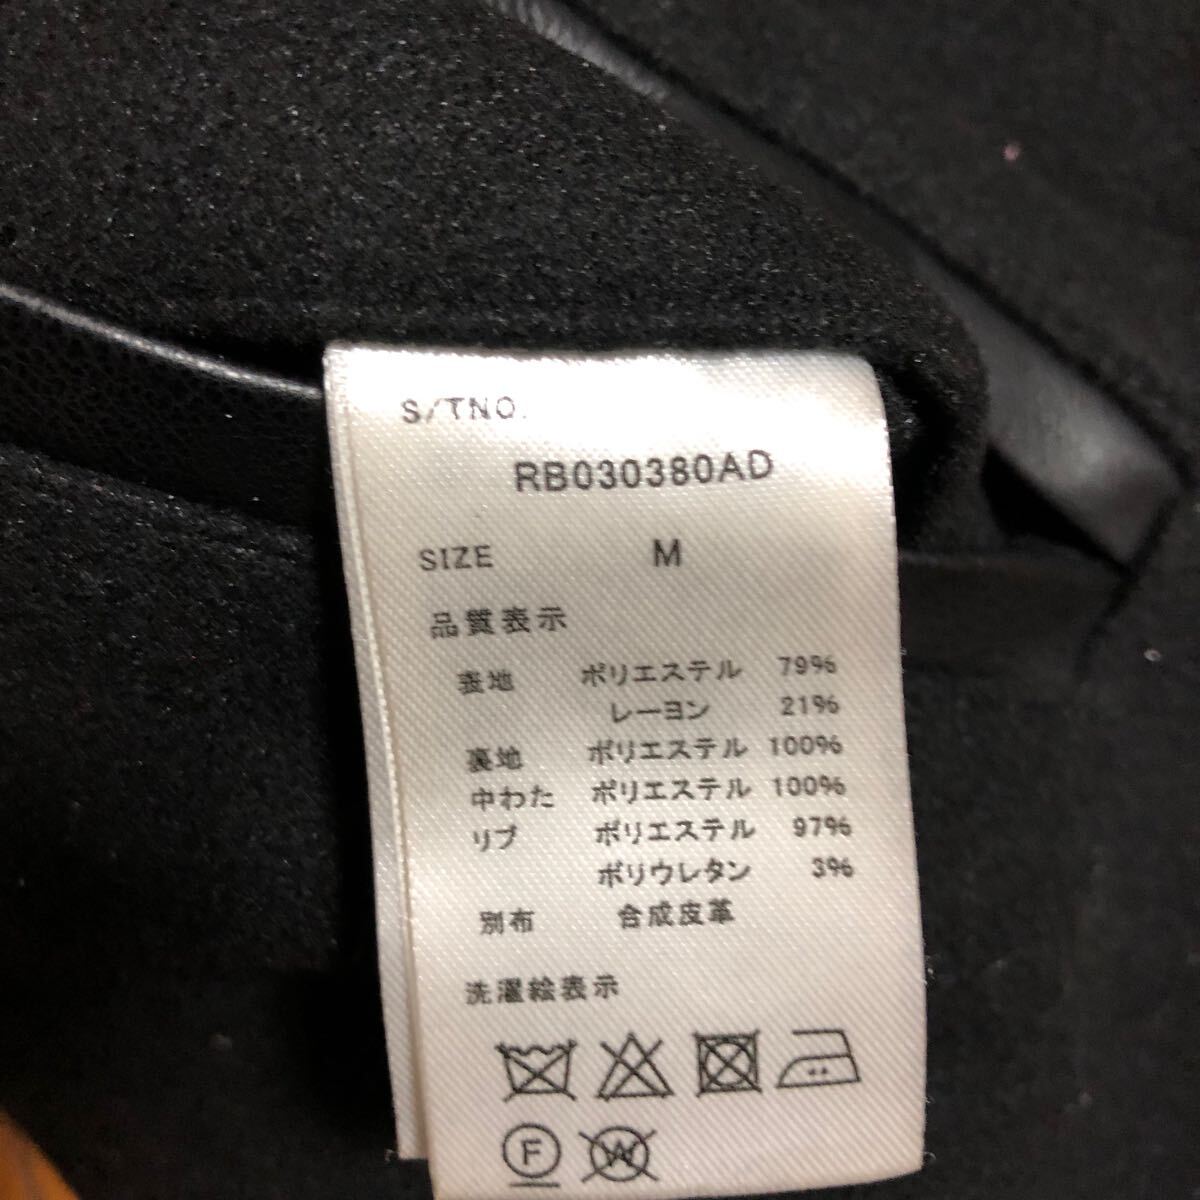 S/TNO.
RB030380AD
SIZE M
品質表示
表地 ポリエステル 79%
レーヨン 21%
裏地 ポリエステル 100%
中わた ポリエステル 100%
リブ ポリエステル 97%
ポリウレタン 3%
別布 合成皮革
洗濯絵表示
F W